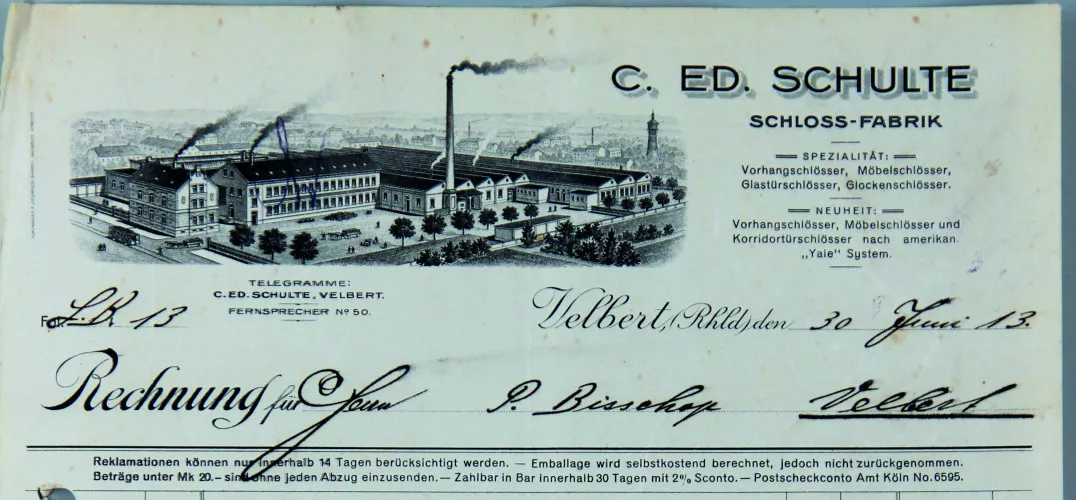 C. ED. SCHULTE
SCHLOSS-FABRIK
SPEZIALITÄT:
Vorhangschlösser, Möbelschlösser,
Glastürschlösser, Glockenschlösser.
NEUHEIT:
Vorhangschlösser, Möbelschlösser und
Korridortürschlösser nach amerikan.
„Yale" System.
TELEGRAMME:
C. ED. SCHULTE, VELBERT.
FERNSPRECHER No 50.
Fol. L. K 13
Velbert, (Rhld) den 30 Juni 13.
Rechnung für Herrn P. Bisschop Velbert
Reklamationen können nur innerhalb 14 Tagen berücksichtigt werden. — Emballage wird selbstkostend berechnet, jedoch nicht zurückgenommen.
Beträge unter Mk 20.– sind ohne jeden Abzug einzusenden. — Zahlbar in Bar innerhalb 30 Tagen mit 2% Sconto. — Postscheckconto Amt Köln No. 6595.